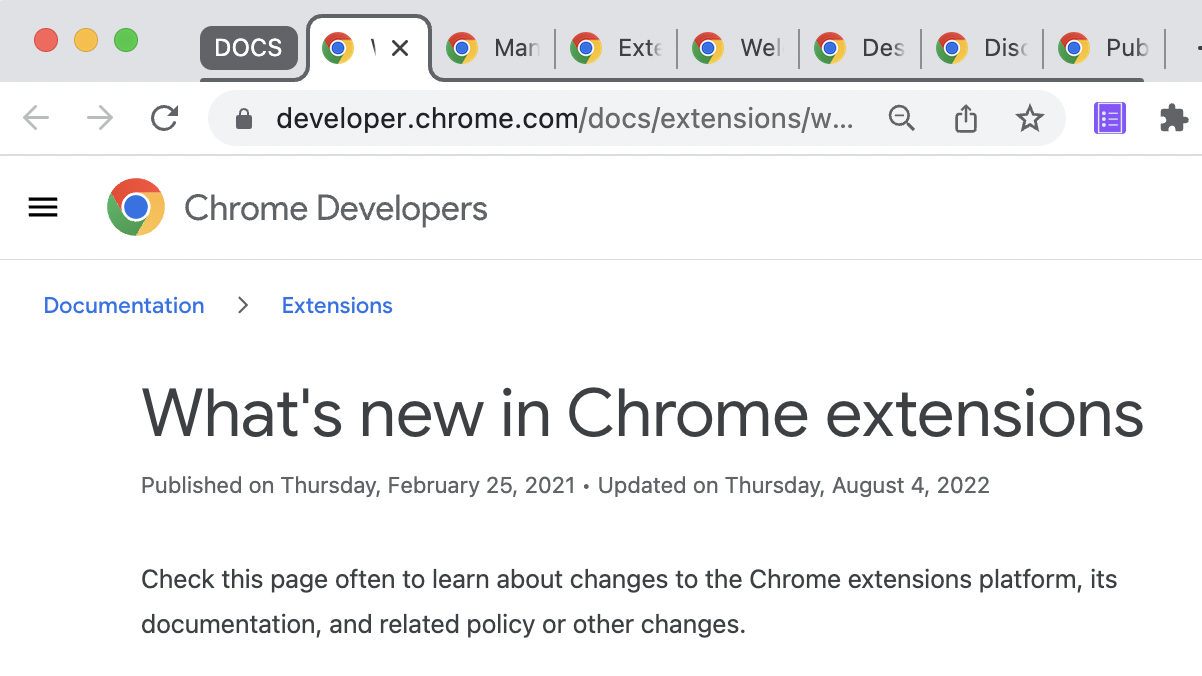 DOCS
Man
Ext
Wel
Des
Disc
Pub
developer.chrome.com/docs/extensions/w...
Chrome Developers
Documentation
Extensions
What's new in Chrome extensions
Published on Thursday, February 25, 2021 • Updated on Thursday, August 4, 2022
Check this page often to learn about changes to the Chrome extensions platform, its
documentation, and related policy or other changes.